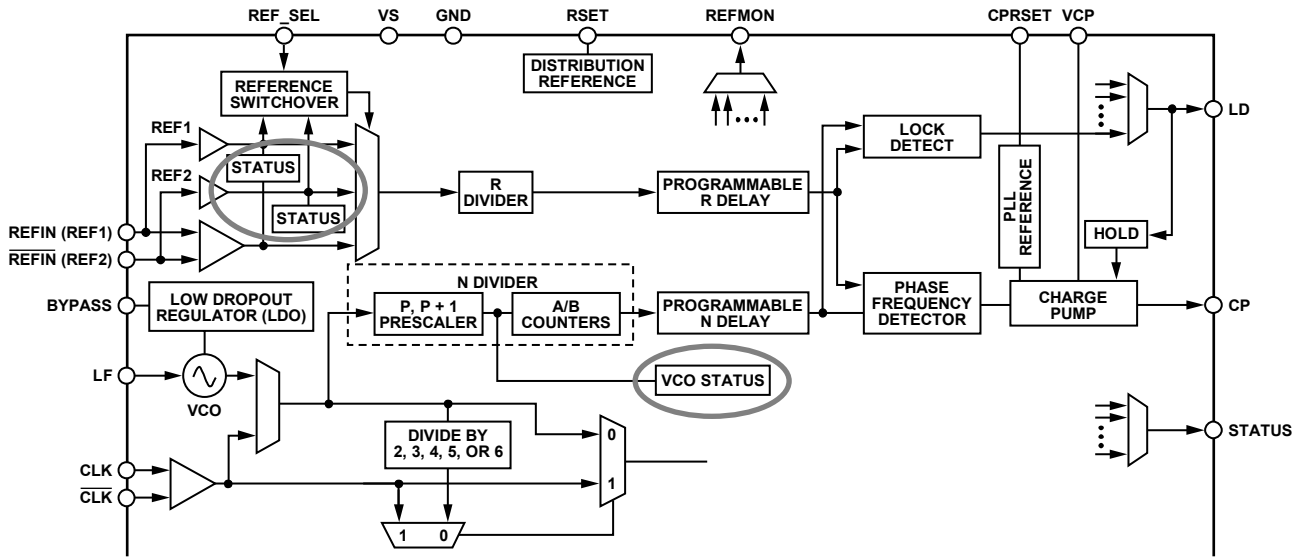 REF_SEL VS GND RSET REFMON CPRSET VCP
DISTRIBUTION
REFERENCE
REFERENCE
SWITCHOVER
REF1
STATUS
REF2
STATUS
R
DIVIDER
PROGRAMMABLE
R DELAY
LOCK
DETECT
LD
PLL
REFERENCE
HOLD
REFIN (REF1)
REFIN (REF2)
BYPASS
LOW DROPOUT
REGULATOR (LDO)
N DIVIDER
P, P + 1
PRESCALER
A/B
COUNTERS
PROGRAMMABLE
N DELAY
PHASE
FREQUENCY
DETECTOR
CHARGE
PUMP
CP
LF
VCO
VCO STATUS
DIVIDE BY
2, 3, 4, 5, OR 6
0
1
STATUS
CLK
CLK
1 0